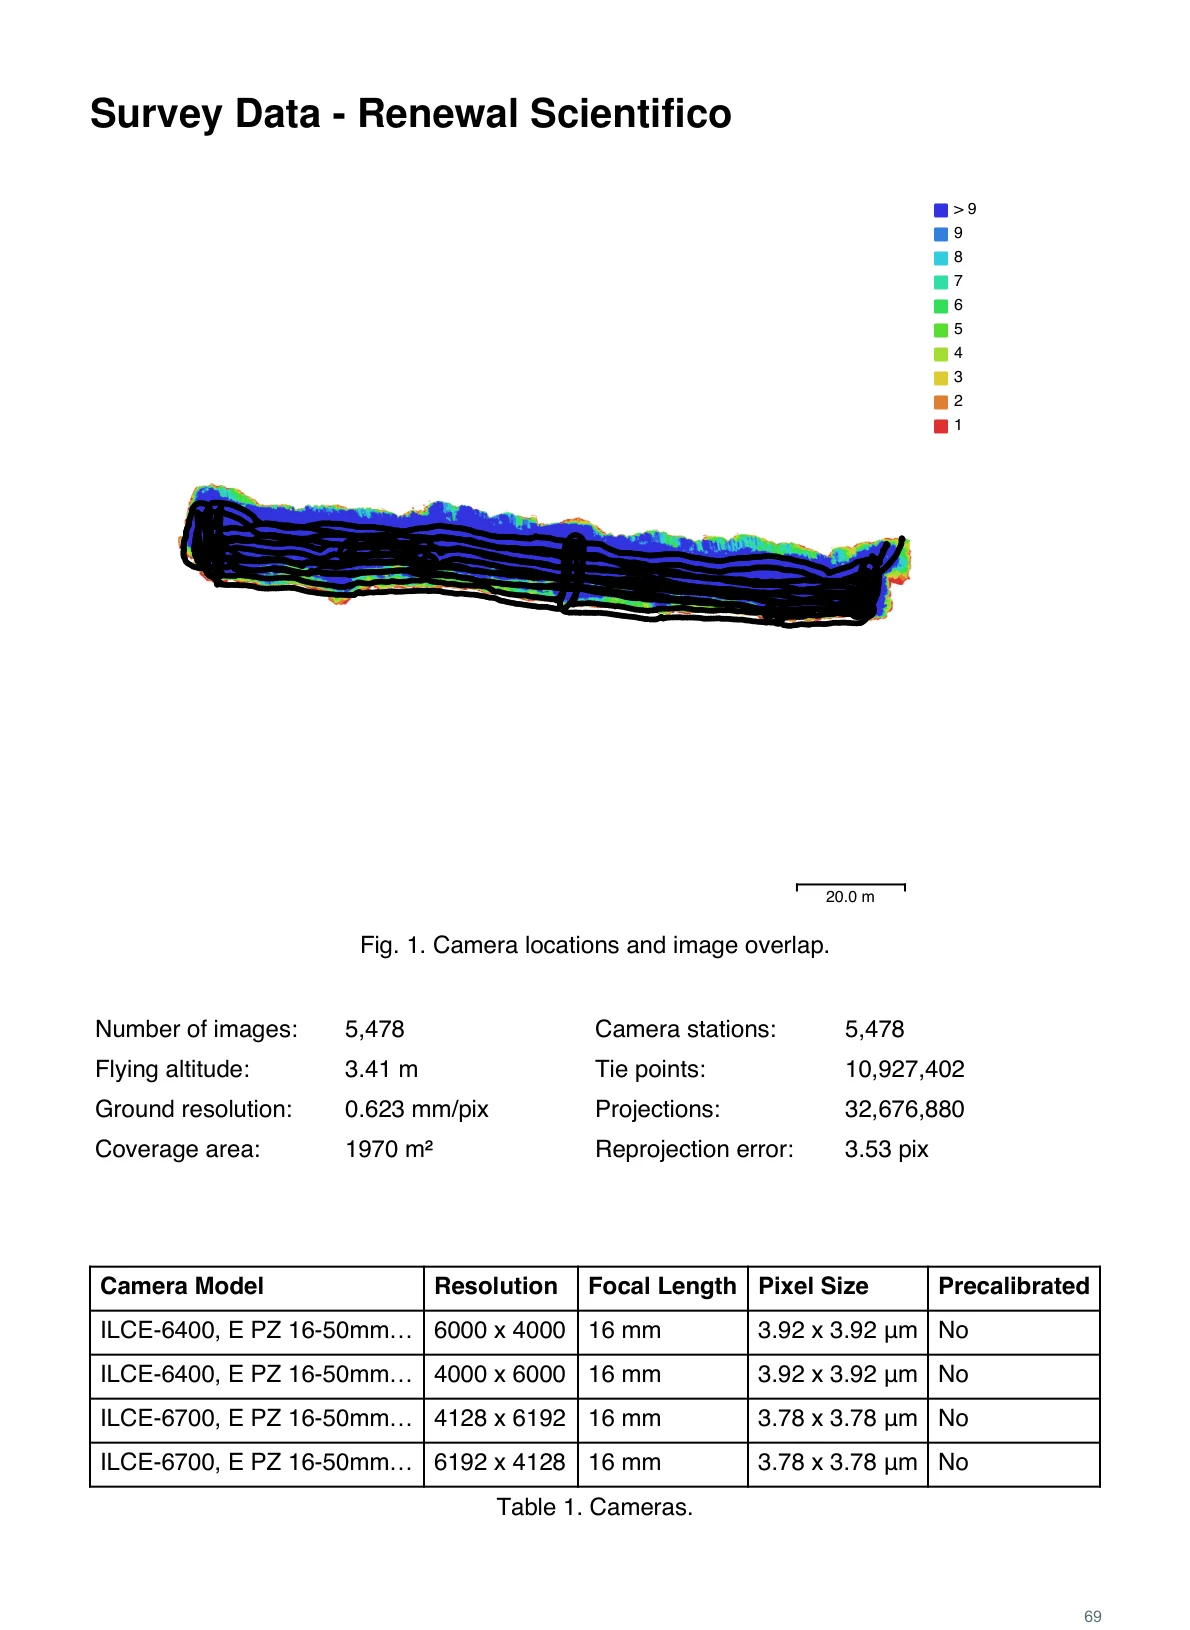 Survey Data - Renewal Scientifico
> 9
9
8
7
6
5
4
3
2
1
20.0 m
Fig. 1. Camera locations and image overlap.
Number of images: 5,478 Camera stations: 5,478
Flying altitude: 3.41 m Tie points: 10,927,402
Ground resolution: 0.623 mm/pix Projections: 32,676,880
Coverage area: 1970 m² Reprojection error: 3.53 pix
Camera Model Resolution Focal Length Pixel Size Precalibrated
ILCE-6400, E PZ 16-50mm… 6000 x 4000 16 mm 3.92 x 3.92 μm No
ILCE-6400, E PZ 16-50mm… 4000 x 6000 16 mm 3.92 x 3.92 μm No
ILCE-6700, E PZ 16-50mm… 4128 x 6192 16 mm 3.78 x 3.78 μm No
ILCE-6700, E PZ 16-50mm… 6192 x 4128 16 mm 3.78 x 3.78 μm No
Table 1. Cameras.
69